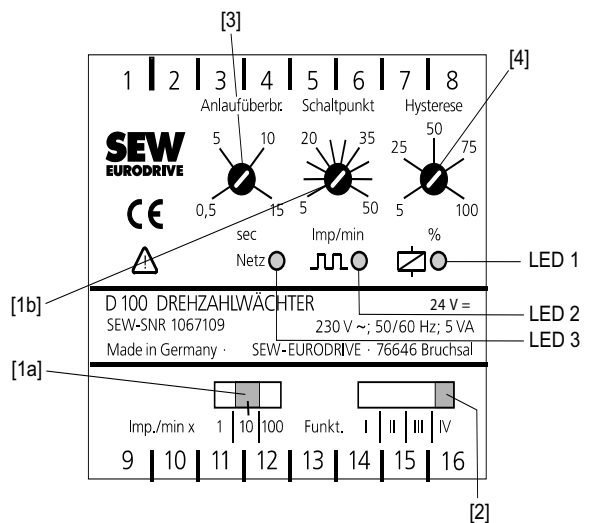 [3]
[4]
1 2 3 4 5 6 7 8
Anlaufüberbr. Schaltpunkt Hysterese
5 10 20 35 25 50 75
SEW
EURODRIVE
0,5 15 5 50 5 100
CE
sec Imp/min %
Netz
LED 1
[1b]
D 100 DREHZAHLWÄCHTER 24 V =
LED 2
SEW-SNR 1067109 230 V ~; 50/60 Hz; 5 VA
LED 3
Made in Germany · SEW-EURODRIVE · 76646 Bruchsal
[1a]
Imp./min x 1 10 100 Funkt. I II III IV
9 10 11 12 13 14 15 16
[2]